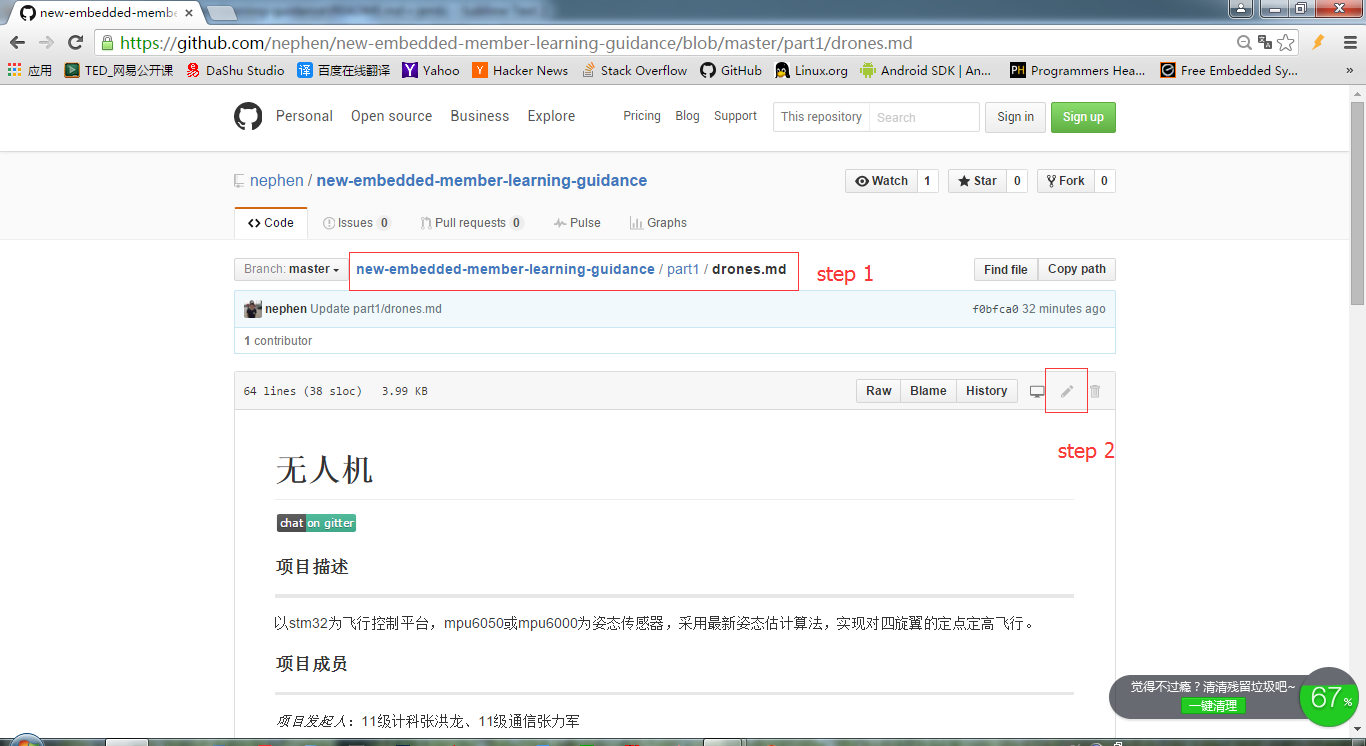 new-embedded-membe
https://github.com/nephen/new-embedded-member-learning-guidance/blob/master/part1/drones.md
应用 TED_网易公开课 DaShu Studio 百度在线翻译 Yahoo Hacker News Stack Overflow GitHub Linux.org Android SDK | An... Programmers Hea... Free Embedded Sy... »
Personal Open source Business Explore Pricing Blog Support This repository Search Sign in Sign up
nephen / new-embedded-member-learning-guidance Watch 1 Star 0 Fork 0
Code Issues 0 Pull requests 0 Pulse Graphs
Branch: master new-embedded-member-learning-guidance / part1 / drones.md step 1 Find file Copy path
nephen Update part1/drones.md f0bfca0 32 minutes ago
1 contributor
64 lines (38 sloc) 3.99 KB Raw Blame History
step 2
无人机
chat on gitter
项目描述
以stm32为飞行控制平台，mpu6050或mpu6000为姿态传感器，采用最新姿态估计算法，实现对四旋翼的定点定高飞行。
项目成员
觉得不过瘾？清清残留垃圾吧~
一键清理
67%
项目发起人：11级计科张洪龙、11级通信张力军